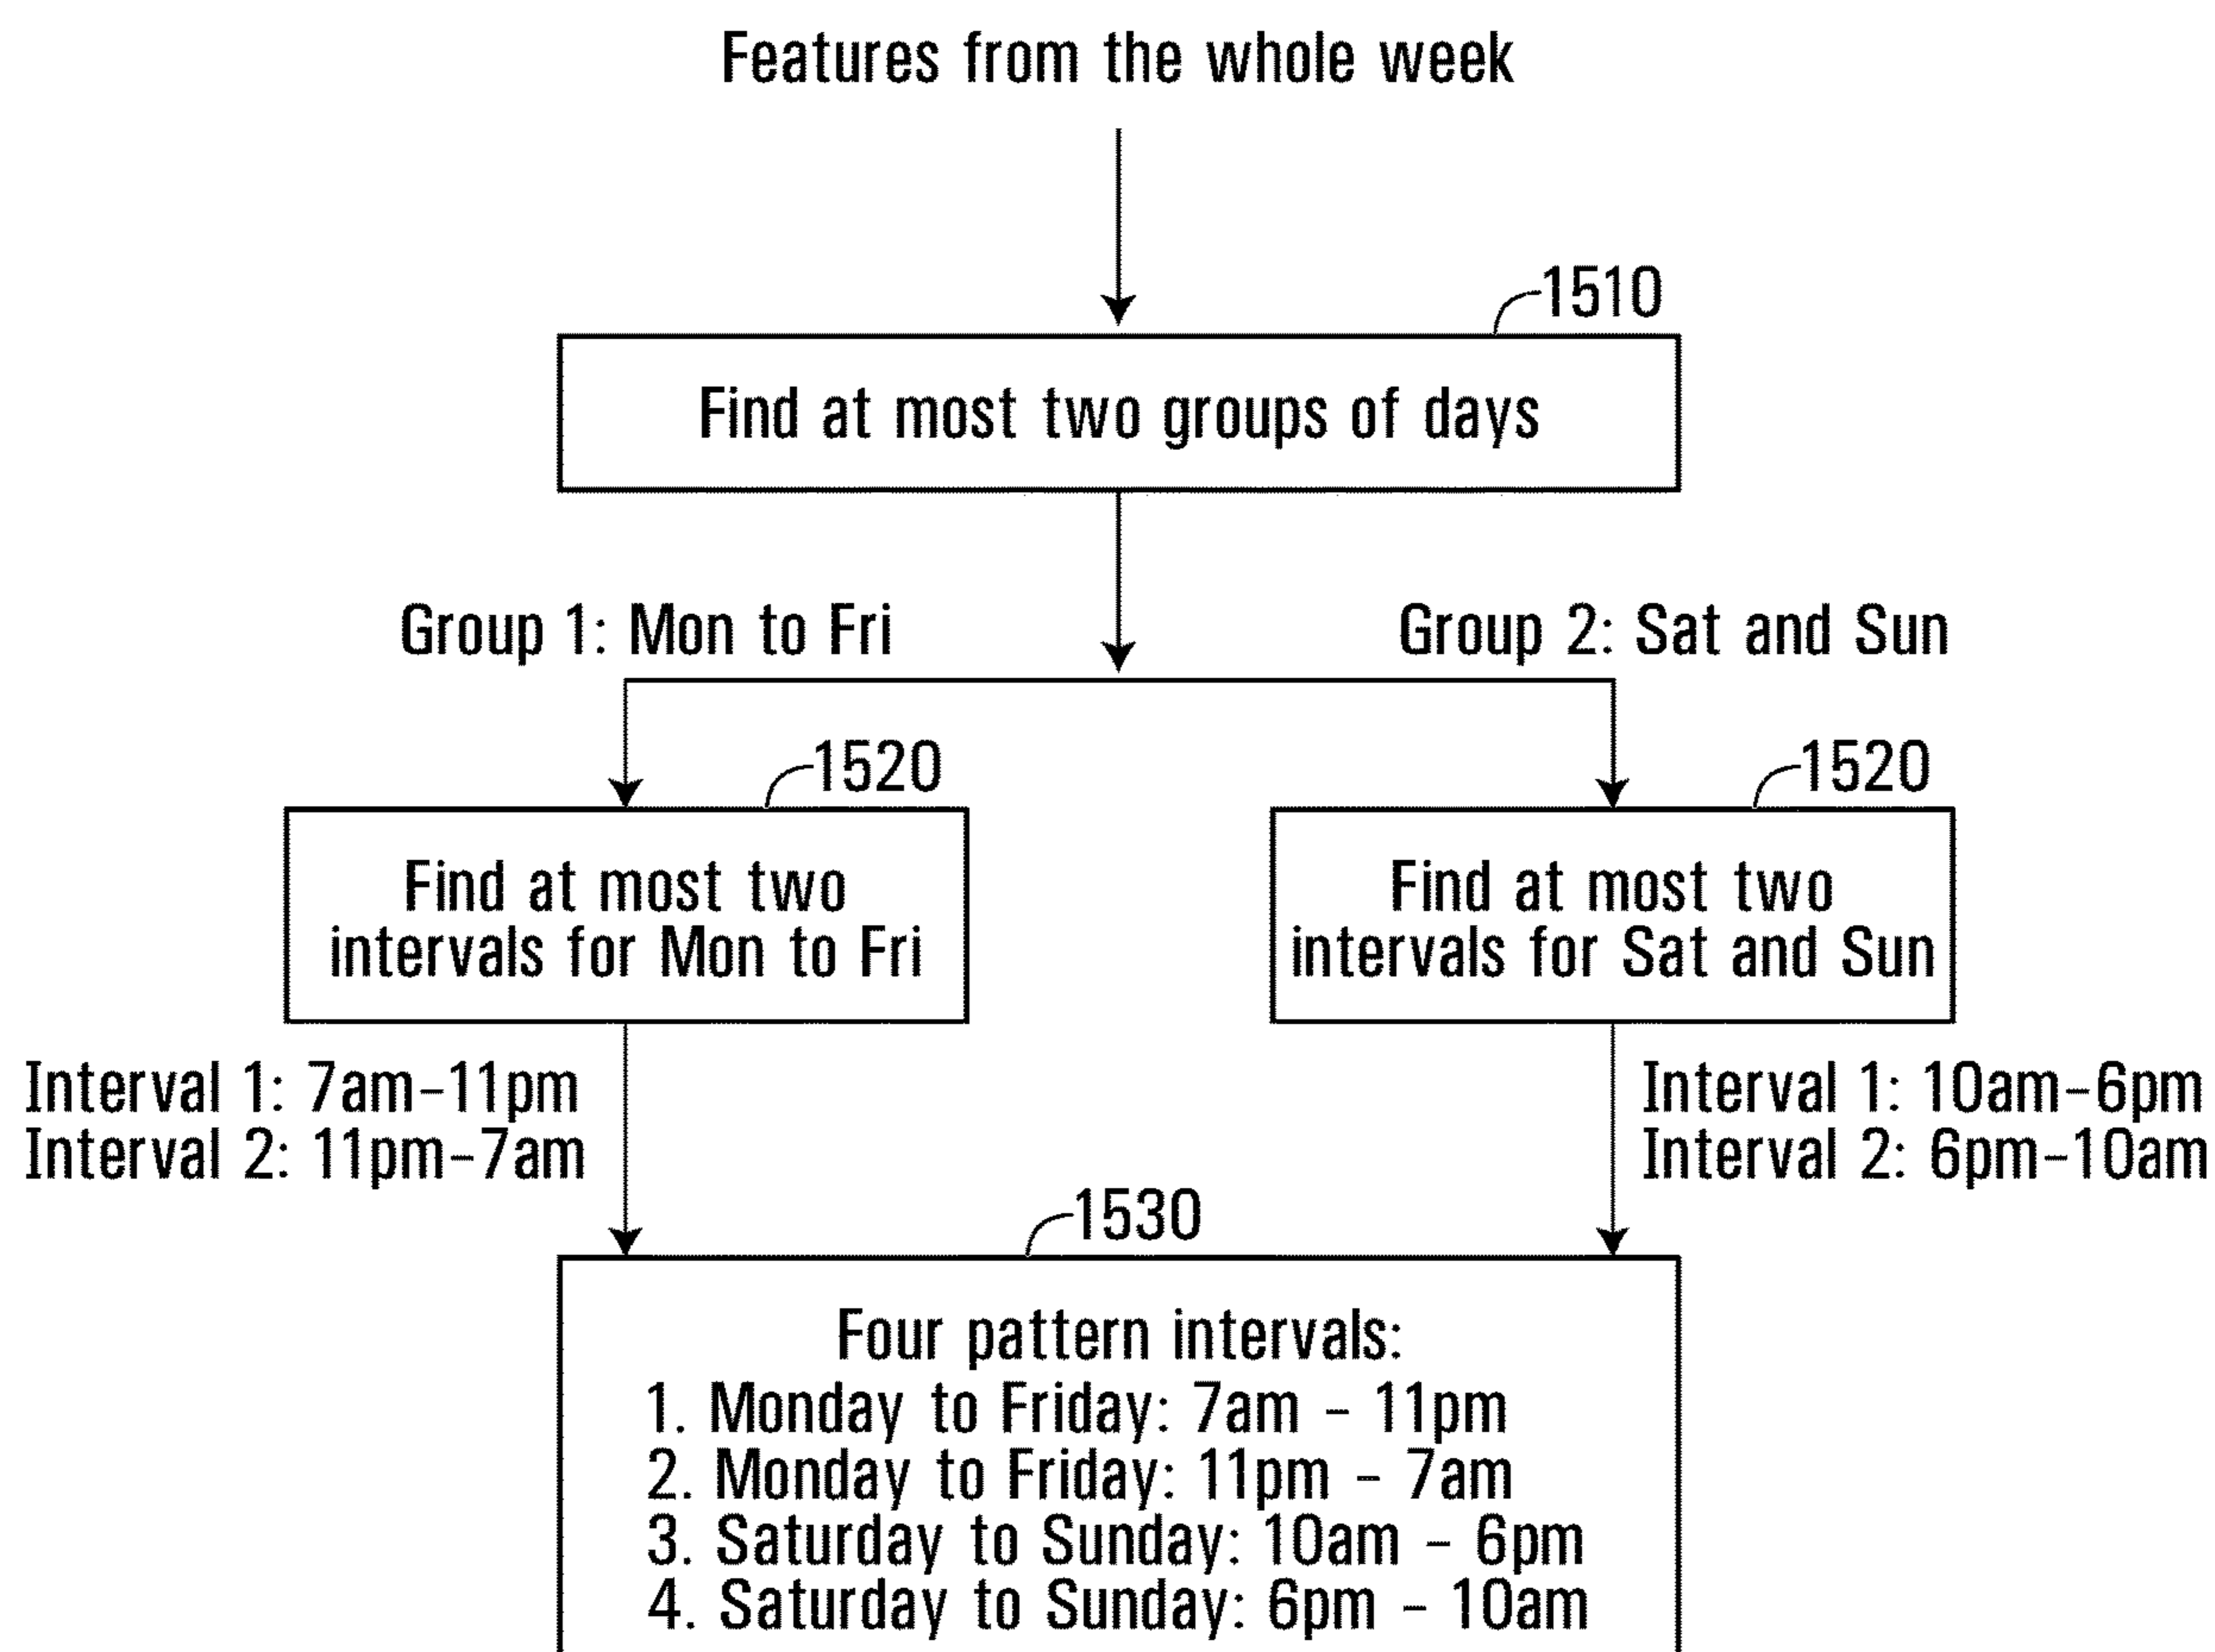 Features from the whole week
1510
Find at most two groups of days
Group 1: Mon to Fri
Group 2: Sat and Sun
1520
1520
Find at most two
intervals for Mon to Fri
Find at most two
intervals for Sat and Sun
Interval 1: 7am-11pm
Interval 2: 11pm-7am
Interval 1: 10am-6pm
Interval 2: 6pm-10am
1530
Four pattern intervals:
1. Monday to Friday: 7am - 11pm
2. Monday to Friday: 11pm - 7am
3. Saturday to Sunday: 10am - 6pm
4. Saturday to Sunday: 6pm - 10am